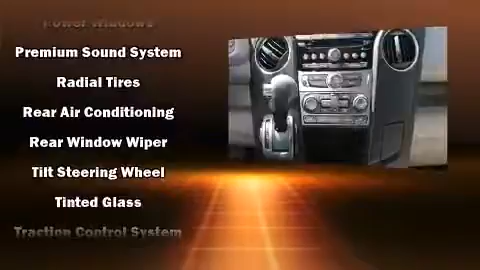 Power Windows
Premium Sound System
Radial Tires
Rear Air Conditioning
Rear Window Wiper
Tilt Steering Wheel
Tinted Glass
Traction Control System